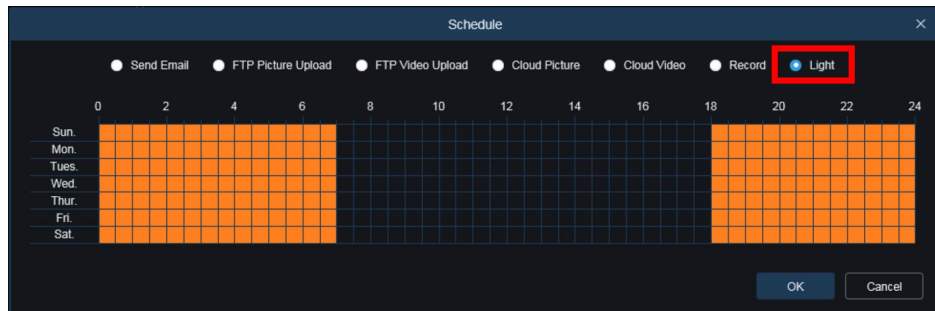 Schedule ×
Send Email FTP Picture Upload FTP Video Upload Cloud Picture Cloud Video Record Light
0 2 4 6 8 10 12 14 16 18 20 22 24
Sun.
Mon.
Tues.
Wed.
Thur.
Fri.
Sat.
OK Cancel